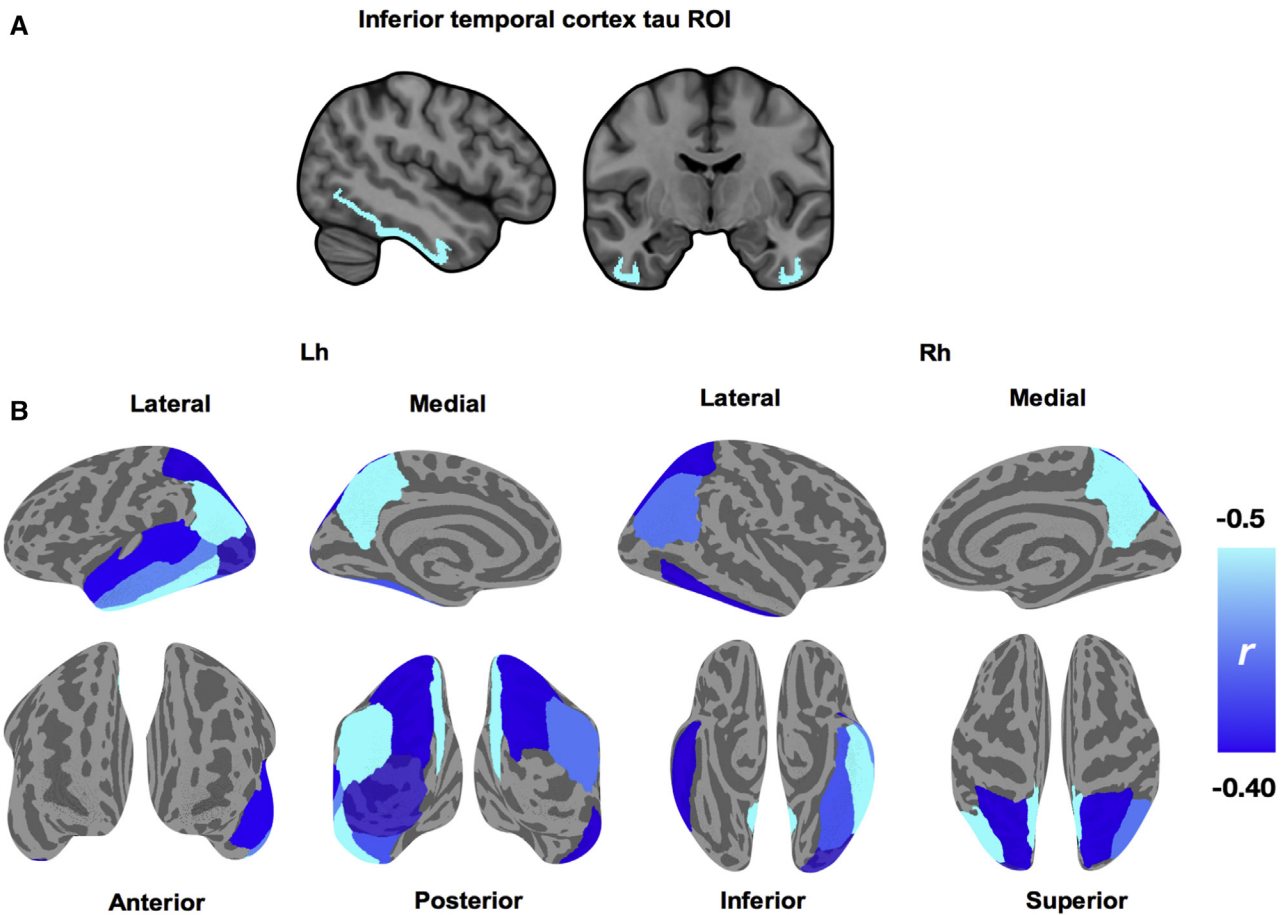 A
Inferior temporal cortex tau ROI
Lh
Rh
B
Lateral
Medial
Lateral
Medial
-0.5
r
-0.40
Anterior
Posterior
Inferior
Superior